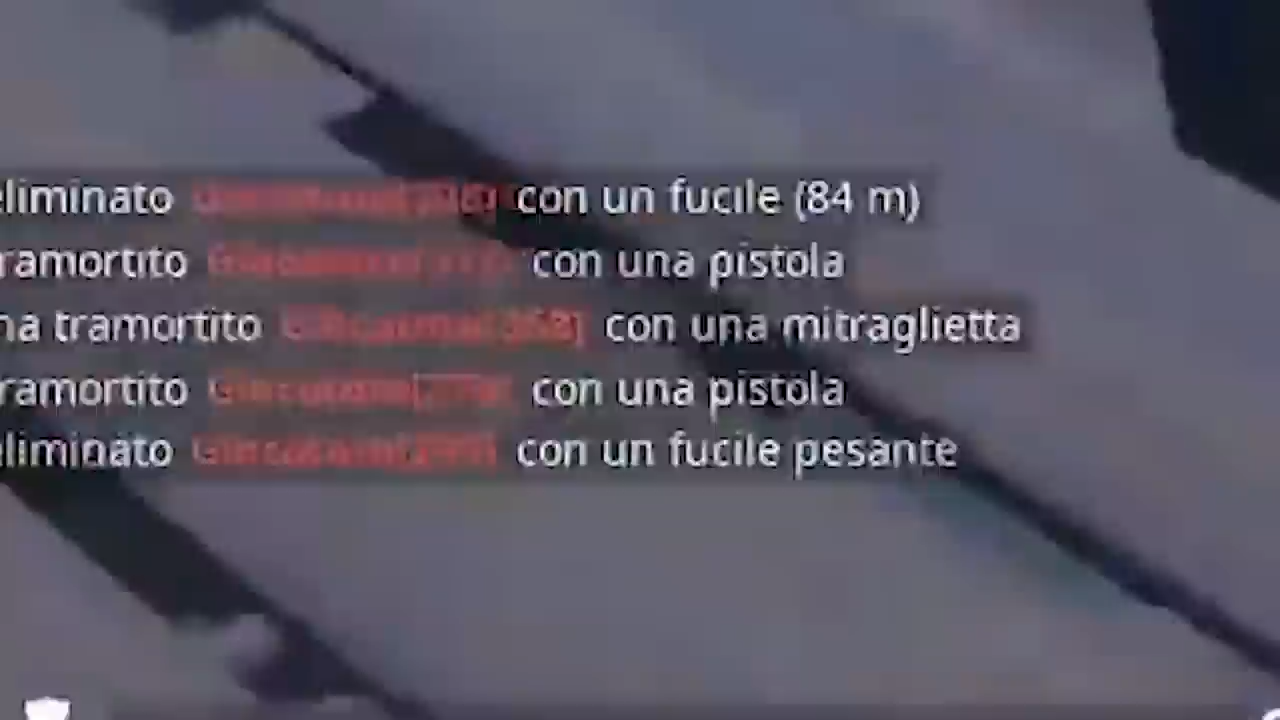 eliminato con un fucile (84 m)
ramortito con una pistola
ha tramortito con una mitraglietta
ramortito con una pistola
eliminato con un fucile pesante